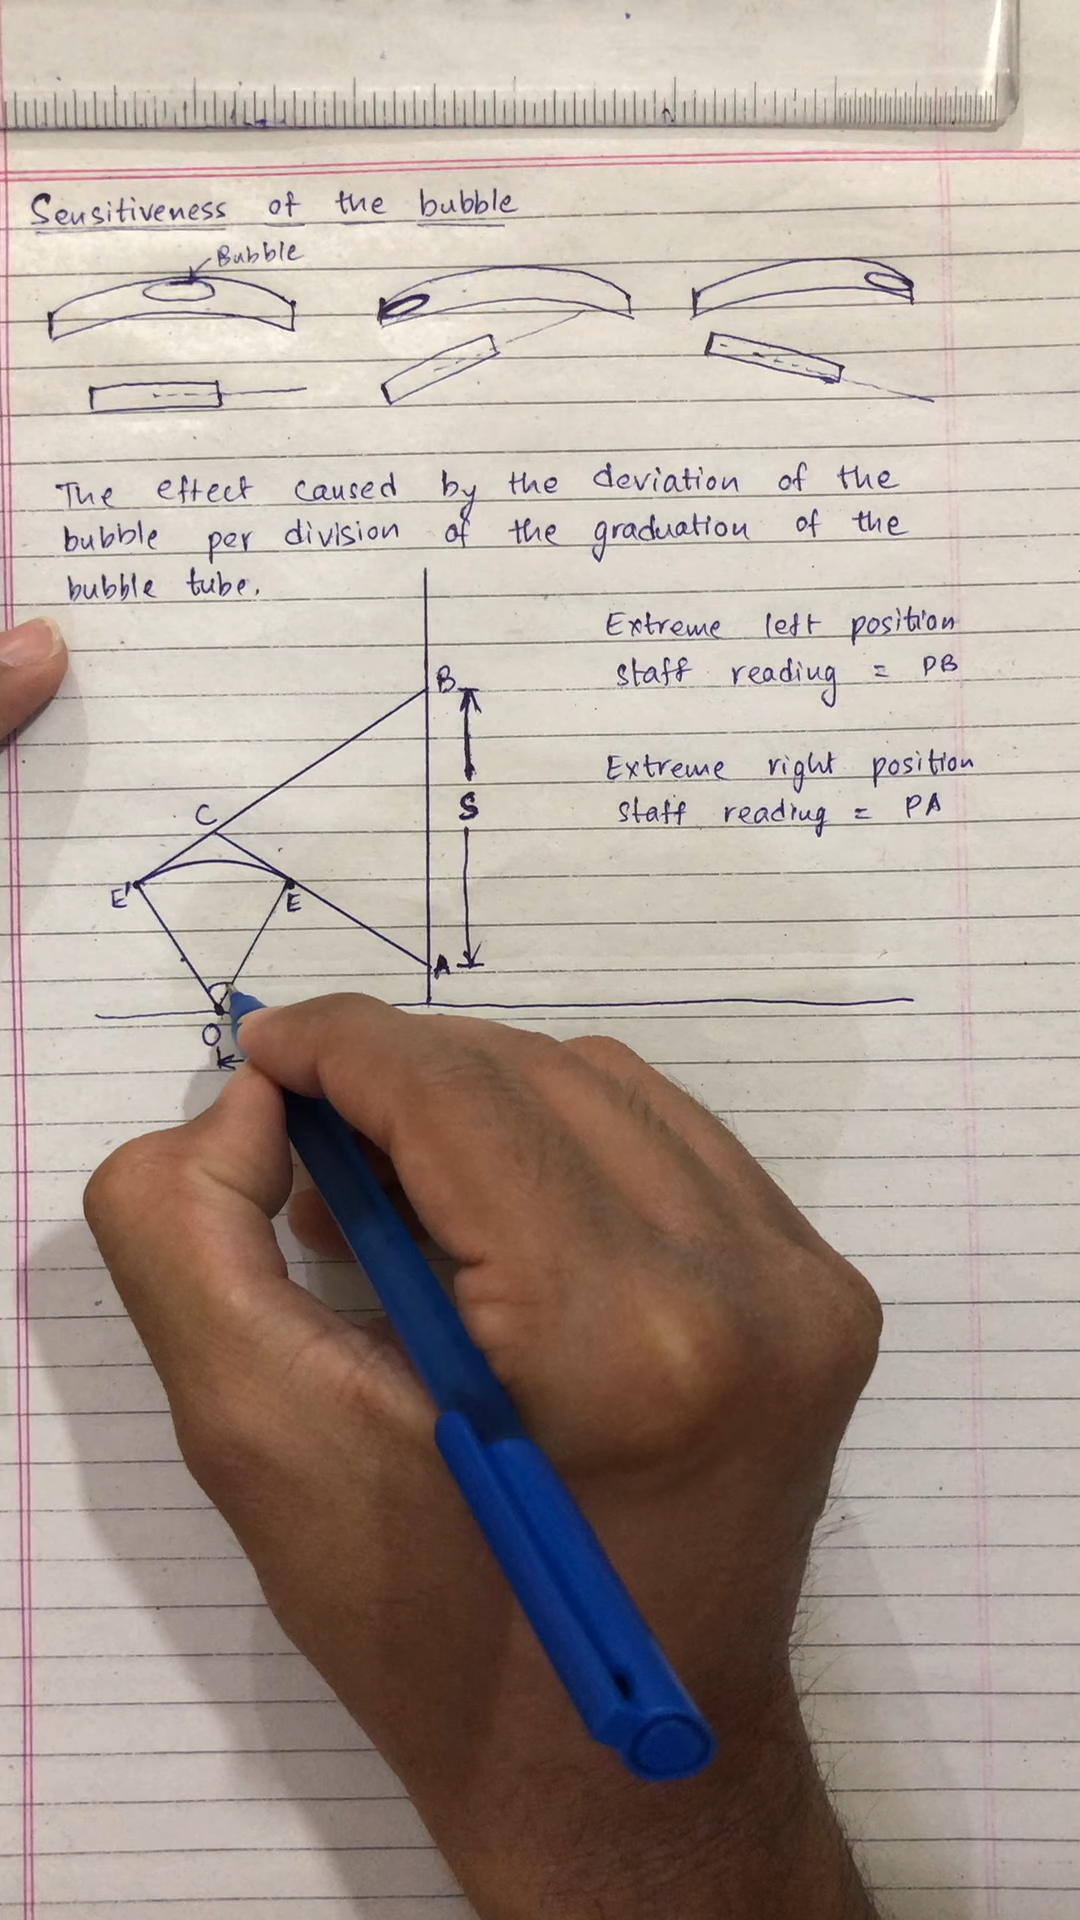 Sensitiveness of the bubble
Bubble
The effect caused by the deviation of the
bubble per division of the graduation of the
bubble tube.
Extreme left position
staff reading = PB
Extreme right position
staff reading = PA
B
S
C
E'
E
A
O